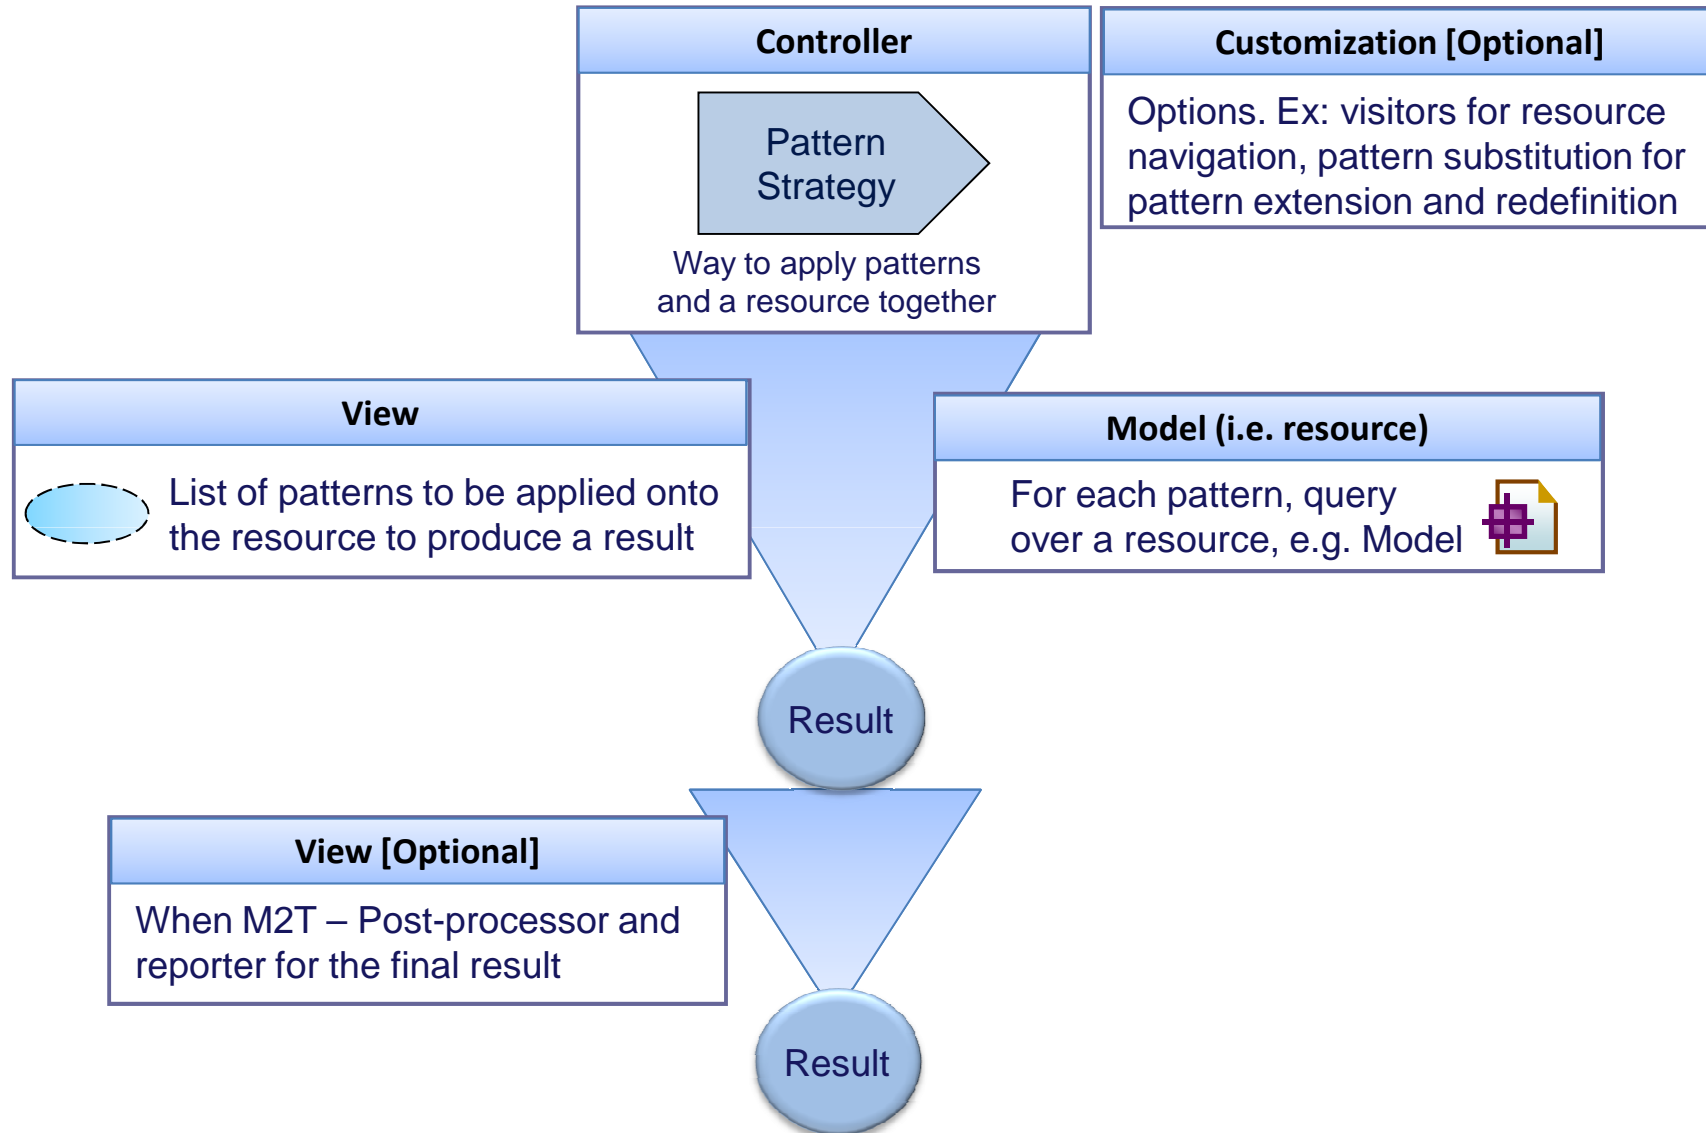 Controller
Pattern
Strategy
Way to apply patterns
and a resource together
Customization [Optional]
Options. Ex: visitors for resource
navigation, pattern substitution for
pattern extension and redefinition
View
List of patterns to be applied onto
the resource to produce a result
Model (i.e. resource)
For each pattern, query
over a resource, e.g. Model
Result
View [Optional]
When M2T – Post-processor and
reporter for the final result
Result